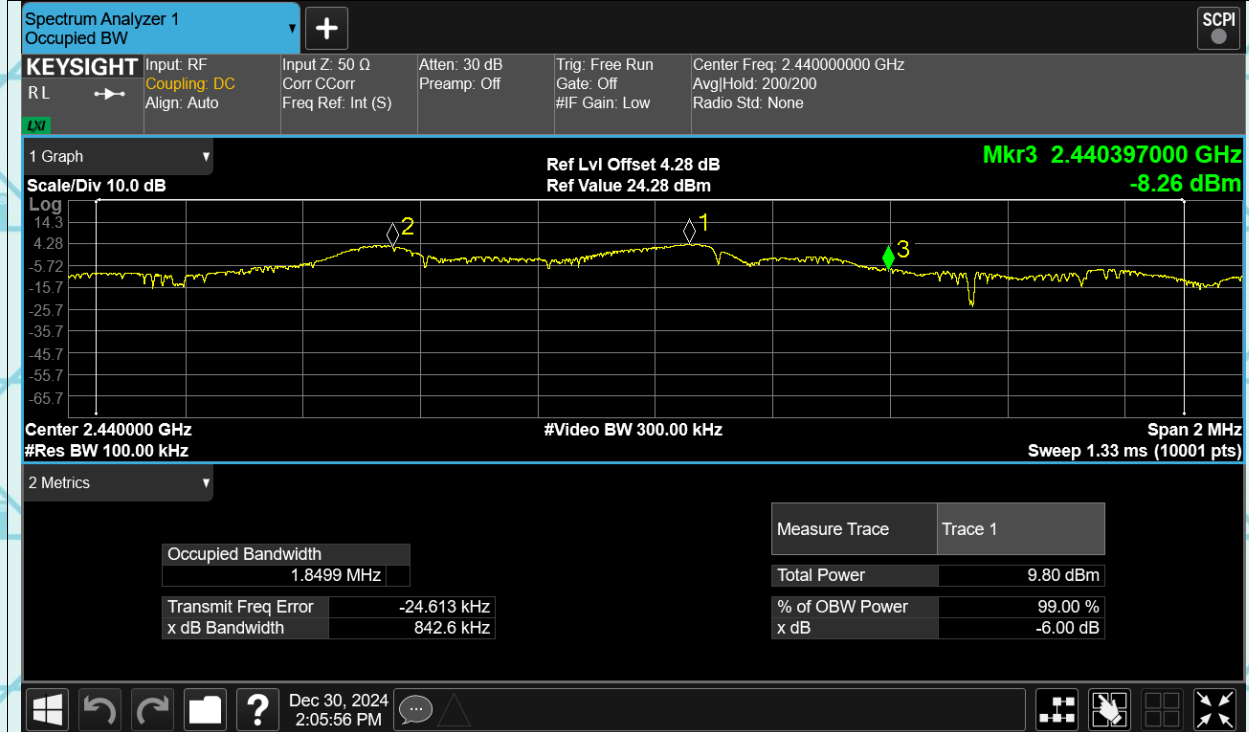 Spectrum Analyzer 1
Occupied BW
SCPI
KEYSIGHT
RL
LXI
Input: RF
Coupling: DC
Align: Auto
Input Z: 50 Ω
Corr CCorr
Freq Ref: Int (S)
Atten: 30 dB
Preamp: Off
Trig: Free Run
Gate: Off
#IF Gain: Low
Center Freq: 2.440000000 GHz
Avg|Hold: 200/200
Radio Std: None
1 Graph
Scale/Div 10.0 dB
Ref Lvl Offset 4.28 dB
Ref Value 24.28 dBm
Mkr3 2.440397000 GHz
-8.26 dBm
Log
14.3
4.28
-5.72
-15.7
-25.7
-35.7
-45.7
-55.7
-65.7
2
1
3
Center 2.440000 GHz
#Video BW 300.00 kHz
Span 2 MHz
#Res BW 100.00 kHz
Sweep 1.33 ms (10001 pts)
2 Metrics
Measure Trace Trace 1
Occupied Bandwidth
1.8499 MHz
Total Power 9.80 dBm
Transmit Freq Error -24.613 kHz
% of OBW Power 99.00 %
x dB Bandwidth 842.6 kHz
x dB -6.00 dB
?
Dec 30, 2024
2:05:56 PM